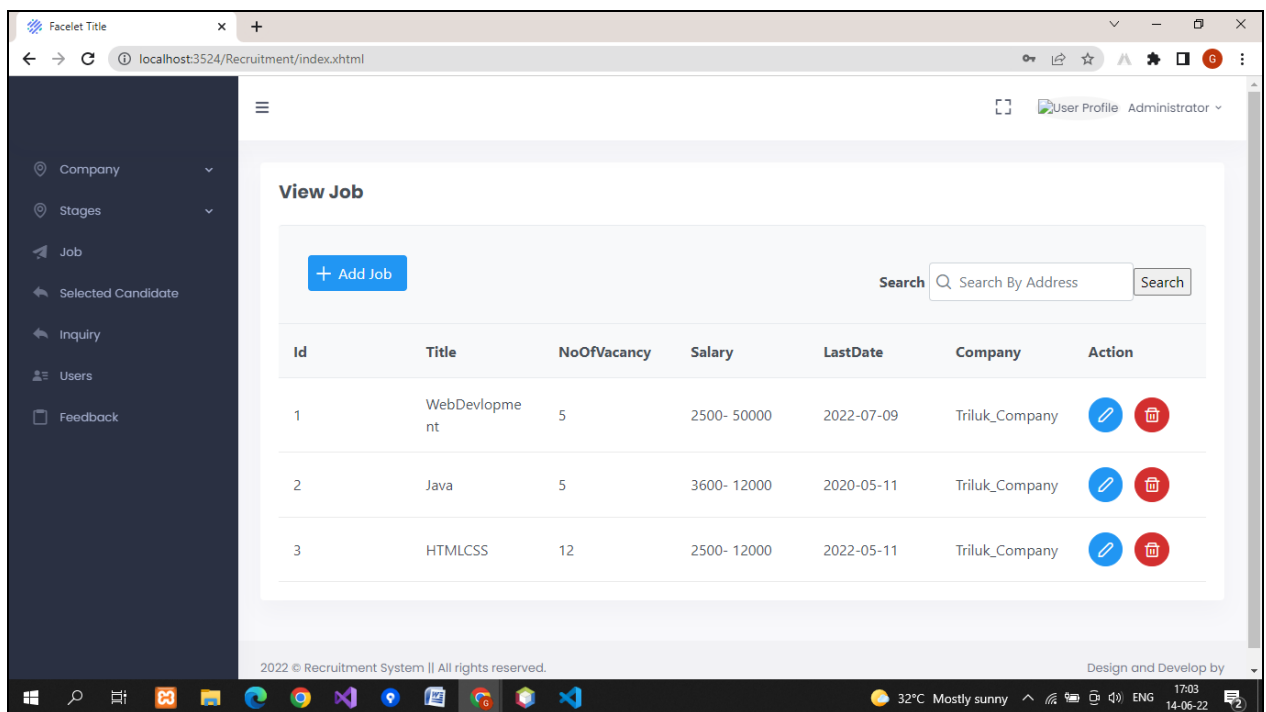 Facelet Title
localhost:3524/Recruitment/index.xhtml
G
User Profile Administrator
Company
Stages
Job
Selected Candidate
Inquiry
Users
Feedback
View Job
Add Job
Search Search By Address Search
Id Title NoOfVacancy Salary LastDate Company Action
1 WebDevlopme
nt 5 2500- 50000 2022-07-09 Triluk_Company
2 Java 5 3600- 12000 2020-05-11 Triluk_Company
3 HTMLCSS 12 2500- 12000 2022-05-11 Triluk_Company
2022 © Recruitment System || All rights reserved. Design and Develop by
32°C Mostly sunny ENG 17:03
14-06-22 2